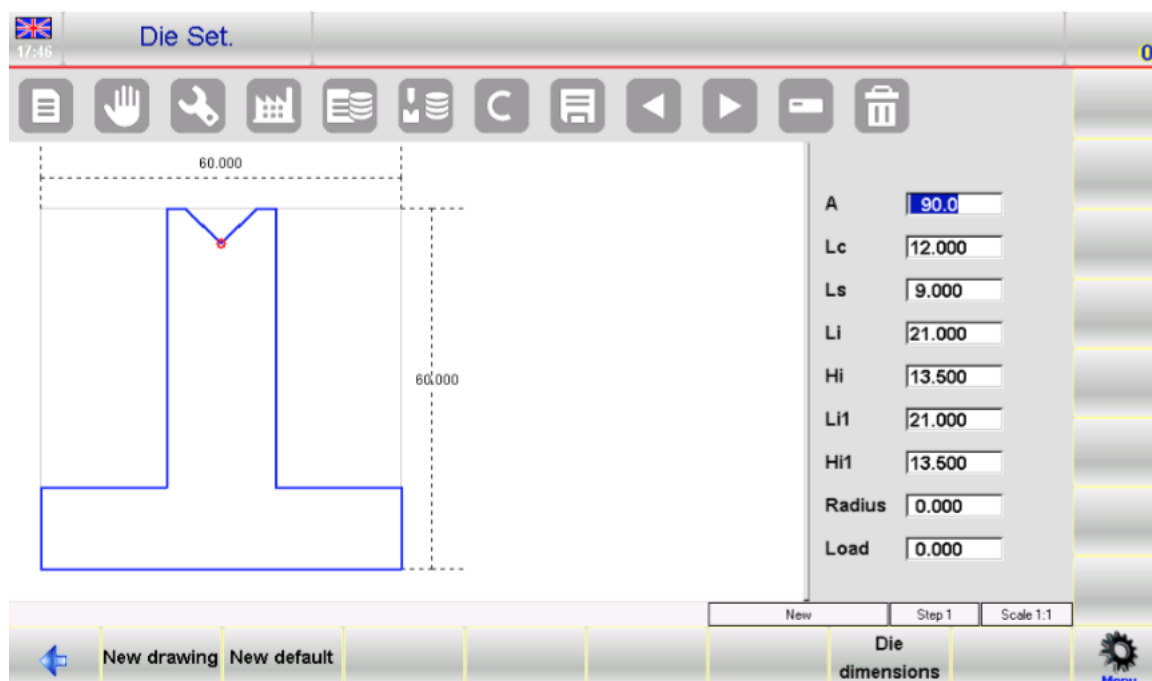 17:46
Die Set.
0
C
60.000
60.000
A 90.0
Lc 12.000
Ls 9.000
Li 21.000
Hi 13.500
Li1 21.000
Hi1 13.500
Radius 0.000
Load 0.000
New Step 1 Scale 1:1
New drawing New default
Die
dimensions
Menu